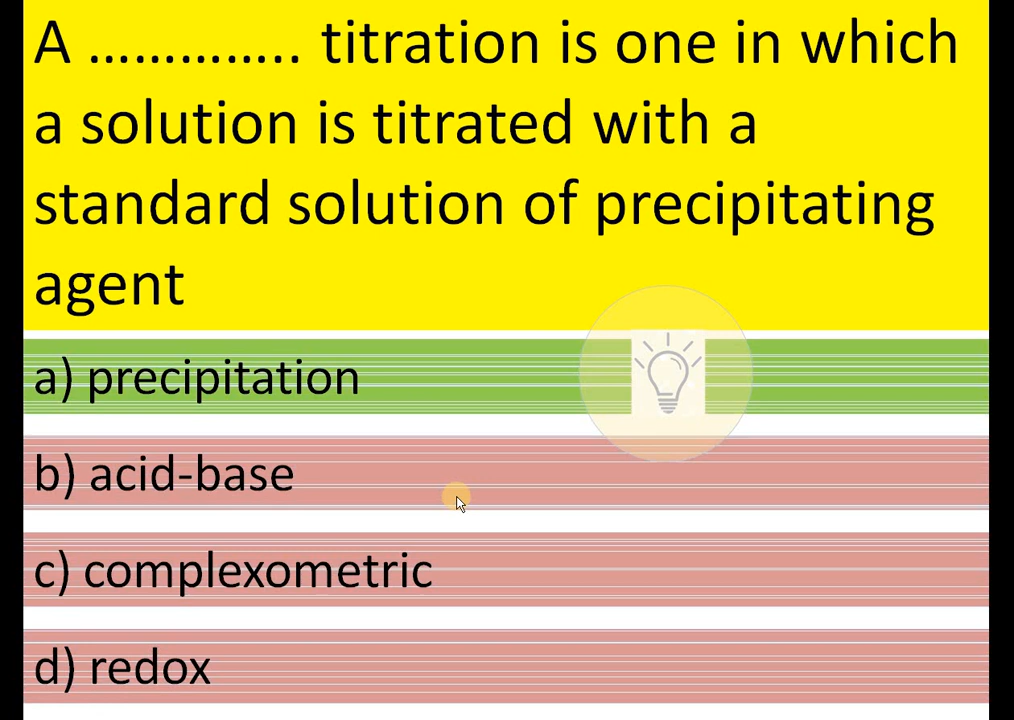 A ………….. titration is one in which
a solution is titrated with a
standard solution of precipitating
agent
a) precipitation
b) acid-base
c) complexometric
d) redox